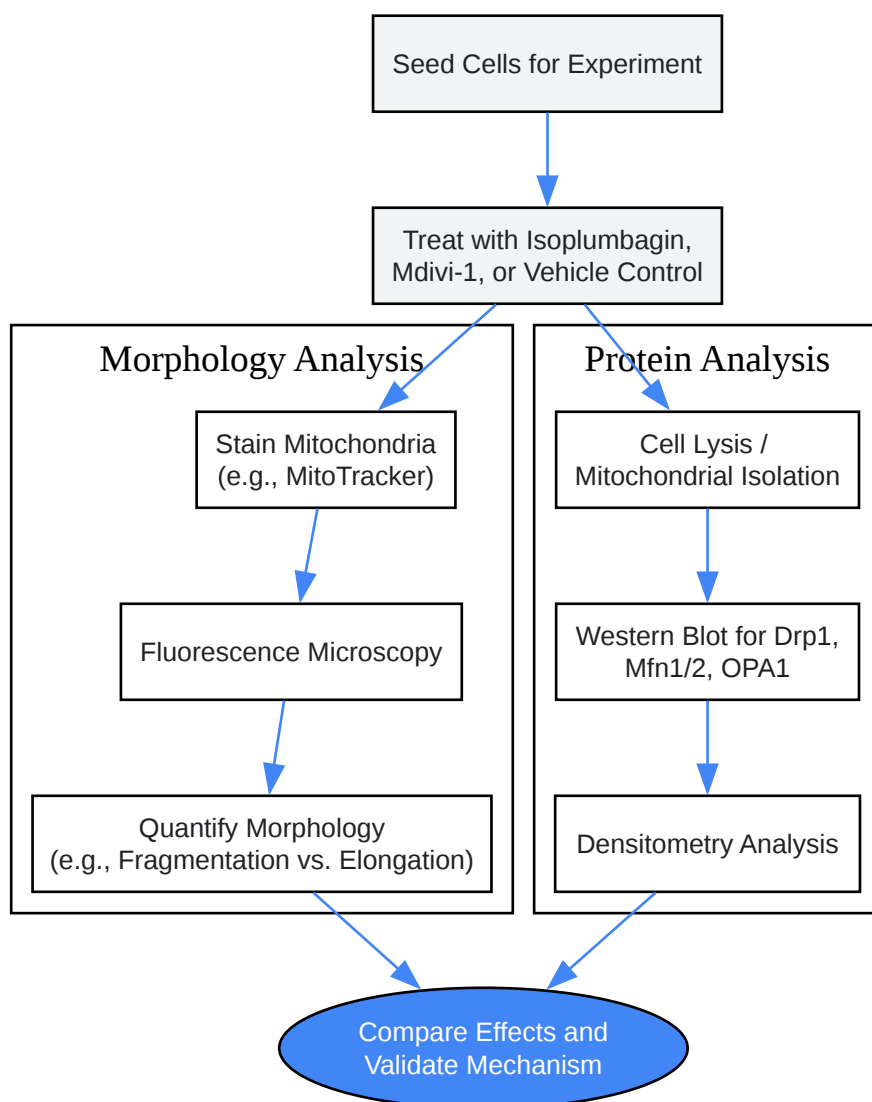 Seed Cells for Experiment
Treat with Isoplumbagin,
Mdivi-1, or Vehicle Control
Morphology Analysis
Stain Mitochondria
(e.g., MitoTracker)
Fluorescence Microscopy
Quantify Morphology
(e.g., Fragmentation vs. Elongation)
Protein Analysis
Cell Lysis /
Mitochondrial Isolation
Western Blot for Drp1,
Mfn1/2, OPA1
Densitometry Analysis
Compare Effects and
Validate Mechanism